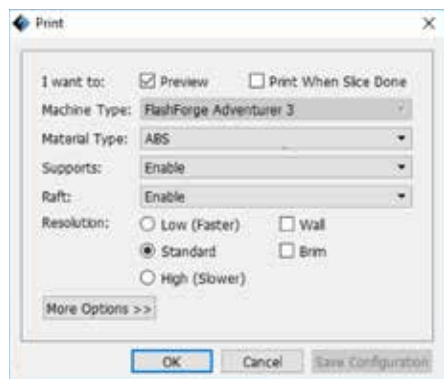 Print
I want to: Preview Print When Slice Done
Machine Type: FlashForge Adventurer 3
Material Type: ABS
Supports: Enable
Raft: Enable
Resolution: Low (Faster) Wall
Standard Brim
High (Slower)
More Options >>
OK Cancel Save Configuration